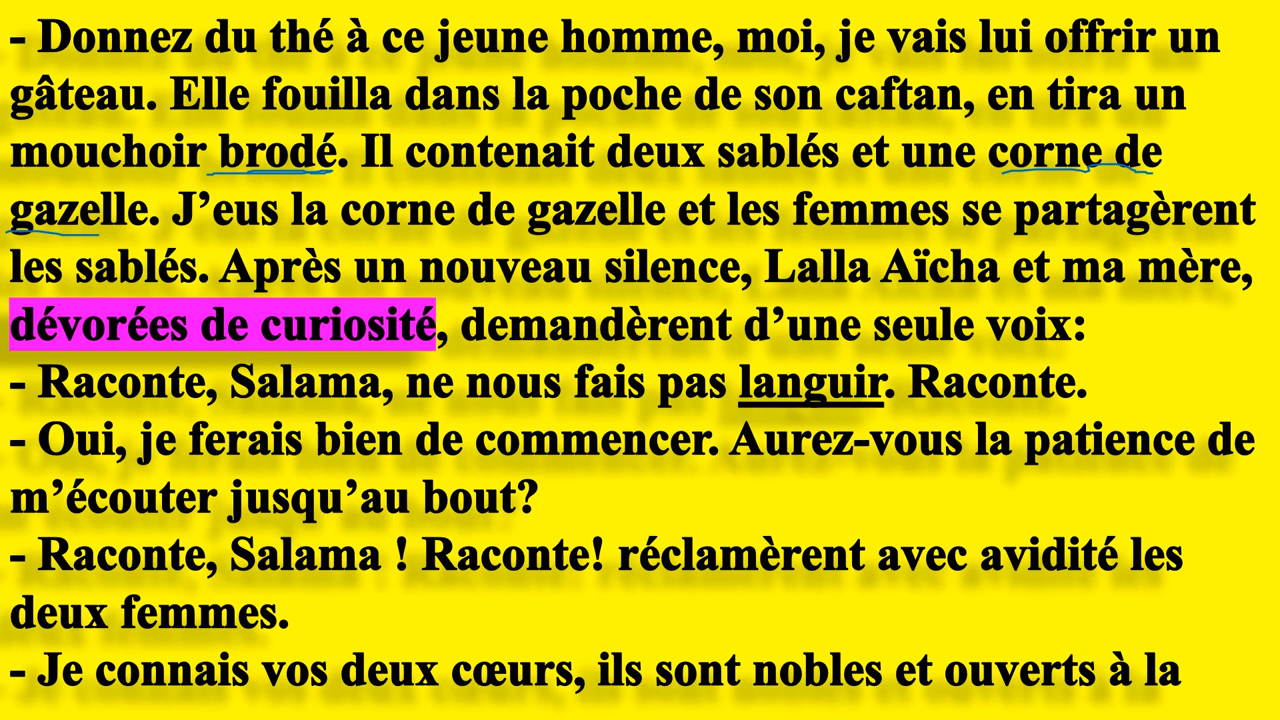 - Donnez du thé à ce jeune homme, moi, je vais lui offrir un
gâteau. Elle fouilla dans la poche de son caftan, en tira un
mouchoir brodé. Il contenait deux sablés et une corne de
gazelle. J’eus la corne de gazelle et les femmes se partagèrent
les sablés. Après un nouveau silence, Lalla Aïcha et ma mère,
dévorées de curiosité, demandèrent d’une seule voix:
- Raconte, Salama, ne nous fais pas languir. Raconte.
- Oui, je ferais bien de commencer. Aurez-vous la patience de
m’écouter jusqu’au bout?
- Raconte, Salama ! Raconte! réclamèrent avec avidité les
deux femmes.
- Je connais vos deux cœurs, ils sont nobles et ouverts à la